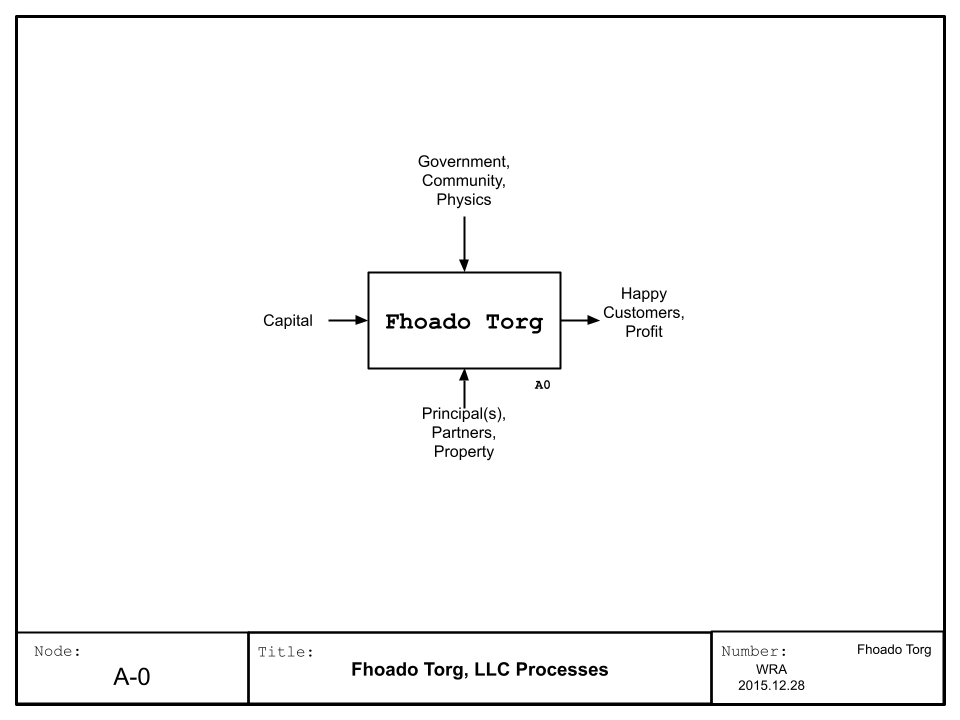 Government,
Community,
Physics
Capital
Fhoado Torg
Happy
Customers,
Profit
A0
Principal(s),
Partners,
Property
Node:
A-0
Title:
Fhoado Torg, LLC Processes
Number:
Fhoado Torg
WRA
2015.12.28